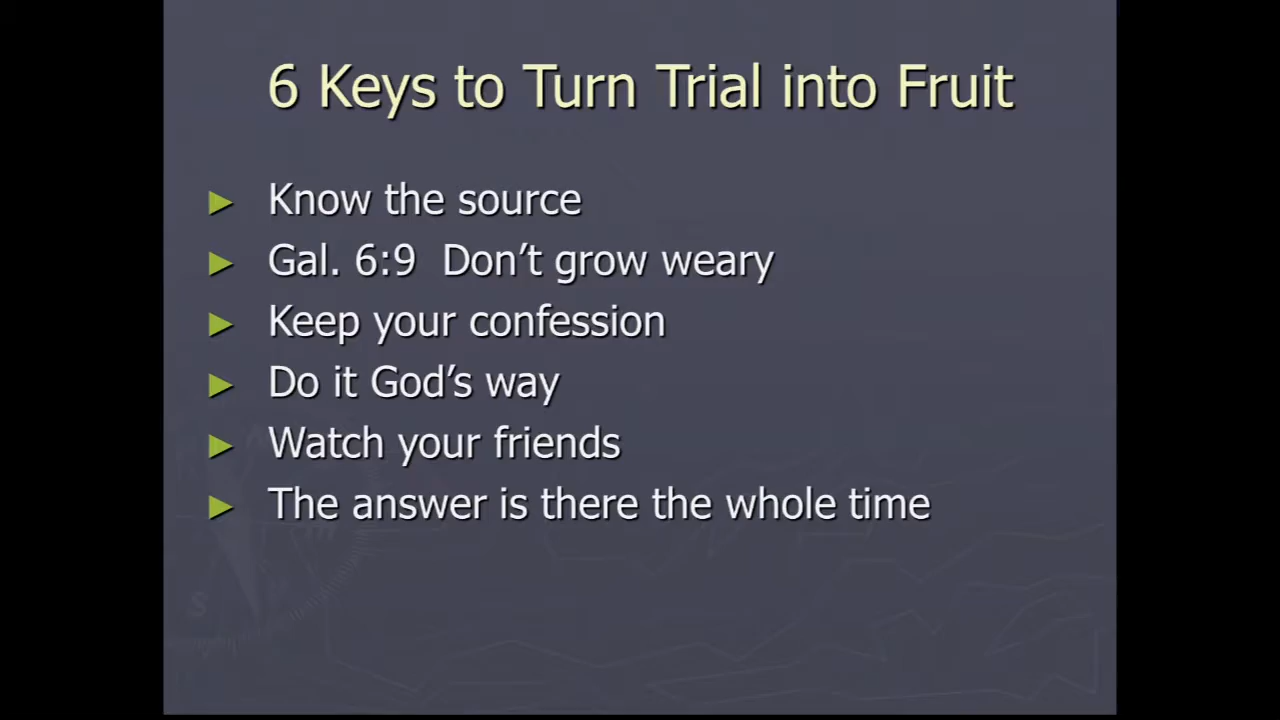 6 Keys to Turn Trial into Fruit
► Know the source
► Gal. 6:9  Don’t grow weary
► Keep your confession
► Do it God’s way
► Watch your friends
► The answer is there the whole time
S